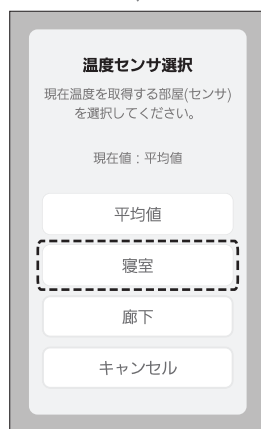 温度センサ選択
現在温度を取得する部屋(センサ)
を選択してください。
現在値：平均値
平均値
寝室
廊下
キャンセル